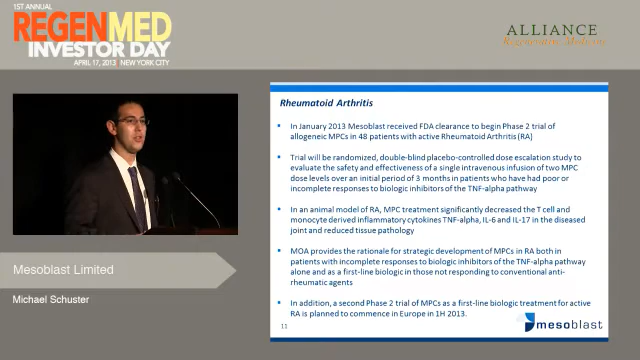 1ST ANNUAL
REGENMED
INVESTOR DAY
APRIL 17, 2013 | NEW YORK CITY
ALLIANCE
Regenerative Medicine
Rheumatoid Arthritis
▪ In January 2013 Mesoblast received FDA clearance to begin Phase 2 trial of
allogeneic MPCs in 48 patients with active Rheumatoid Arthritis (RA)
▪ Trial will be randomized, double-blind placebo-controlled dose escalation study to
evaluate the safety and effectiveness of a single intravenous infusion of two MPC
dose levels over an initial period of 3 months in patients who have had poor or
incomplete responses to biologic inhibitors of the TNF-alpha pathway
▪ In an animal model of RA, MPC treatment significantly decreased the T cell and
monocyte derived inflammatory cytokines TNF-alpha, IL-6 and IL-17 in the diseased
joint and reduced tissue pathology
▪ MOA provides the rationale for strategic development of MPCs in RA both in
patients with incomplete responses to biologic inhibitors of the TNF-alpha pathway
alone and as a first-line biologic in those not responding to conventional anti-
rheumatic agents
▪ In addition, a second Phase 2 trial of MPCs as a first-line biologic treatment for active
RA is planned to commence in Europe in 1H 2013.
11
mesoblast
Mesoblast Limited
Michael Schuster